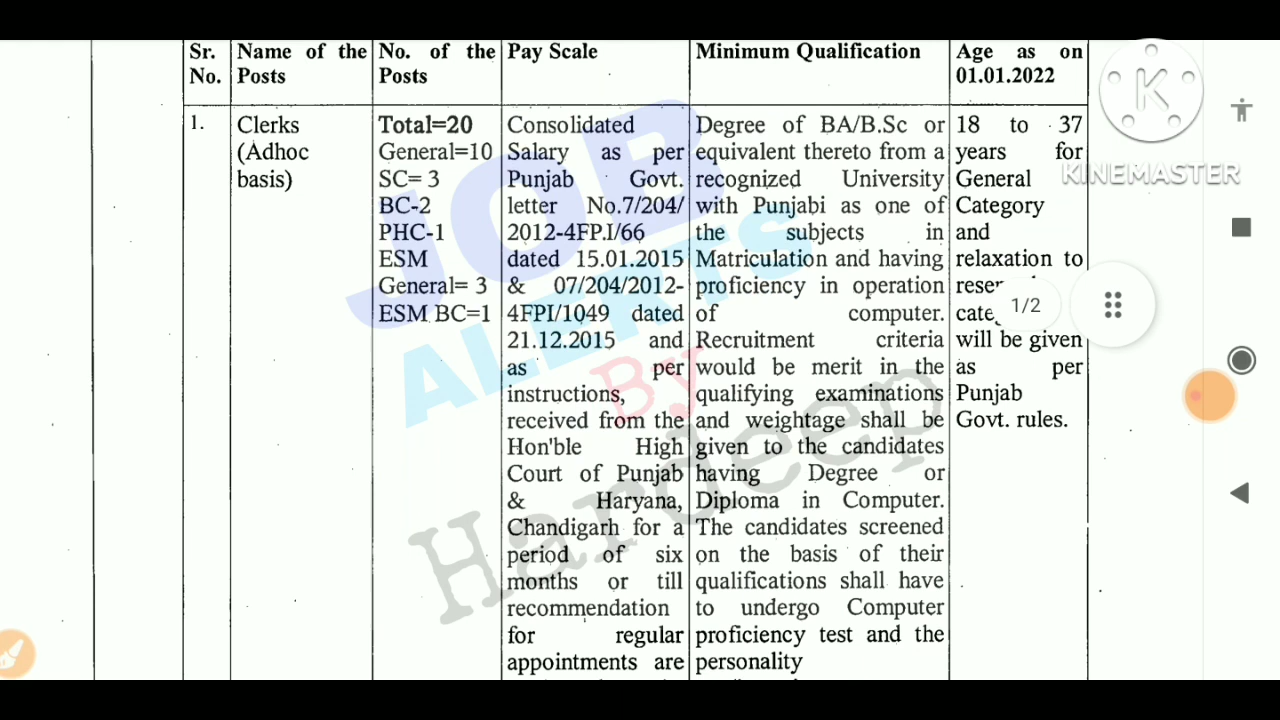 Sr. No.
Name of the Posts
No. of the Posts
Pay Scale
Minimum Qualification
Age as on 01.01.2022
1.
Clerks
(Adhoc
basis)
Total=20
General=10
SC= 3
BC-2
PHC-1
ESM
General= 3
ESM BC=1
Consolidated
Salary as per
Punjab Govt.
letter No.7/204/
2012-4FP.I/66
dated 15.01.2015
& 07/204/2012-
4FPI/1049 dated
21.12.2015 and
as per
instructions,
received from the
Hon'ble High
Court of Punjab
& Haryana,
Chandigarh for a
period of six
months or till
recommendation
for regular
appointments are
Degree of BA/B.Sc or
equivalent thereto from a
recognized University
with Punjabi as one of
the subjects in
Matriculation and having
proficiency in operation
of computer.
Recruitment criteria
would be merit in the
qualifying examinations
and weightage shall be
given to the candidates
having Degree or
Diploma in Computer.
The candidates screened
on the basis of their
qualifications shall have
to undergo Computer
proficiency test and the
personality
18 to 37
years for
General
Category
and
relaxation to
will be given
as per
Punjab
Govt. rules.
JOB
ALERTS
By
Hardeep
K
KINEMASTER
1/2